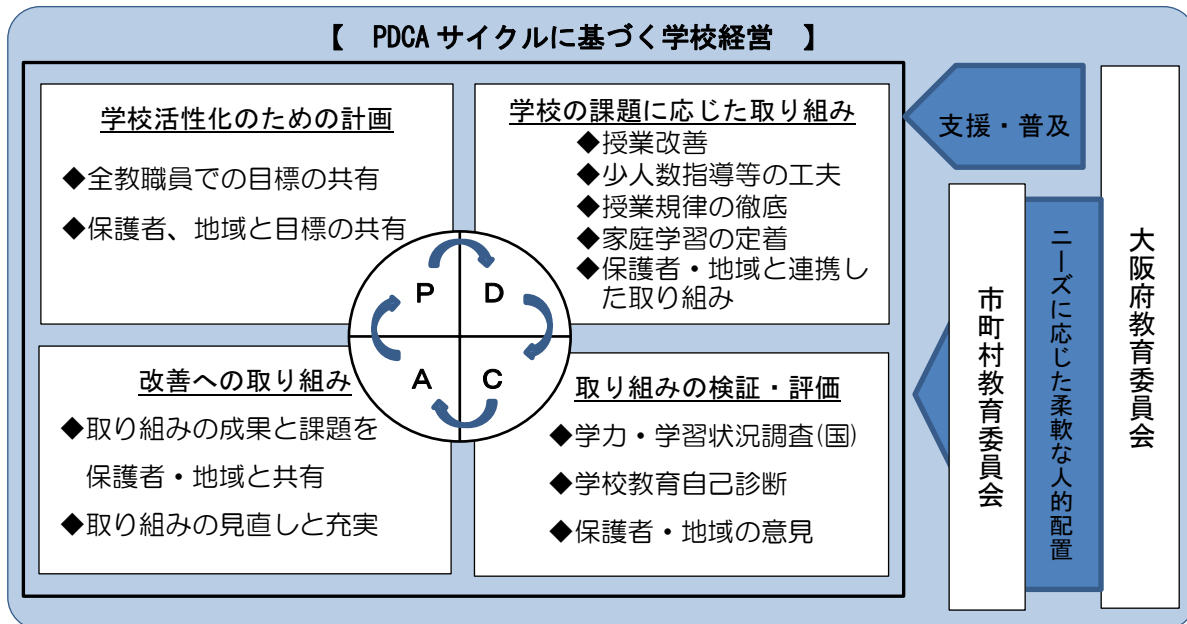 【 PDCAサイクルに基づく学校経営 】
学校活性化のための計画
◆全教職員での目標の共有
◆保護者、地域と目標の共有
学校の課題に応じた取り組み
◆授業改善
◆少人数指導等の工夫
◆授業規律の徹底
◆家庭学習の定着
◆保護者・地域と連携し
た取り組み
P
D
A
C
改善への取り組み
◆取り組みの成果と課題を
保護者・地域と共有
◆取り組みの見直しと充実
取り組みの検証・評価
◆学力・学習状況調査(国)
◆学校教育自己診断
◆保護者・地域の意見
支援・普及
市町村教育委員会
ニーズに応じた柔軟な人的配置
大阪府教育委員会